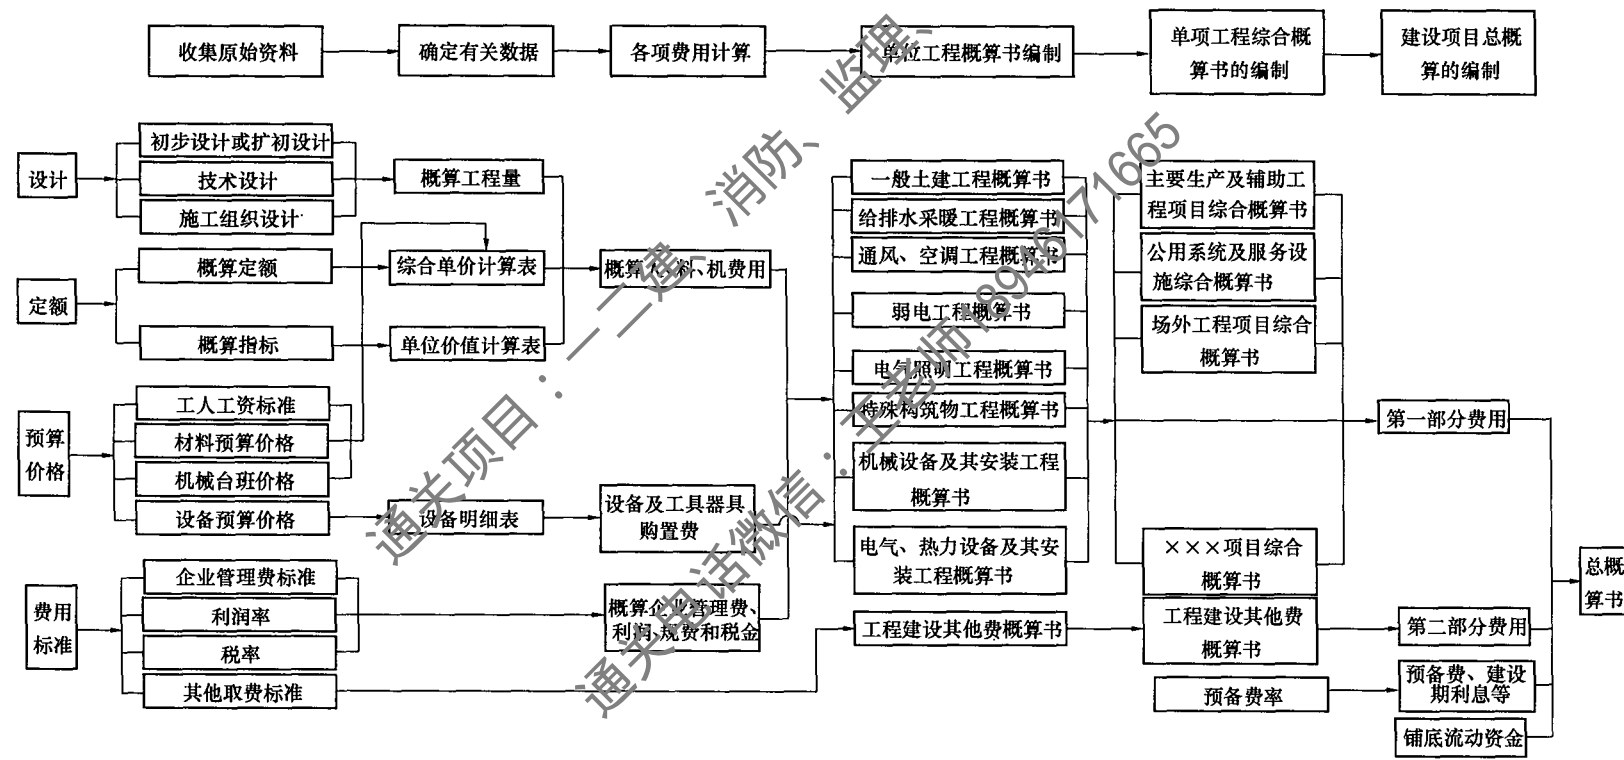 收集原始资料
确定有关数据
各项费用计算
单位工程概算书编制
单项工程综合概
算书的编制
建设项目总概
算的编制
设计
初步设计或扩初设计
技术设计
施工组织设计
概算工程量
定额
概算定额
概算指标
综合单价计算表
单位价值计算表
概算人、料、机费用
预算
价格
工人工资标准
材料预算价格
机械台班价格
设备预算价格
设备明细表
设备及工具器具
购置费
费用
标准
企业管理费标准
利润率
税率
其他取费标准
概算企业管理费、
利润、规费和税金
一般土建工程概算书
给排水采暖工程概算书
通风、空调工程概算书
弱电工程概算书
电气照明工程概算书
特殊构筑物工程概算书
机械设备及其安装工程
概算书
电气、热力设备及其安
装工程概算书
工程建设其他费概算书
主要生产及辅助工
程项目综合概算书
公用系统及服务设
施综合概算书
场外工程项目综合
概算书
×××项目综合
概算书
工程建设其他费
概算书
预备费率
第一部分费用
第二部分费用
预备费、建设
期利息等
铺底流动资金
总概
算书
通关项目：一二建、消防、监理、
通关电话微信：王老师18946171665